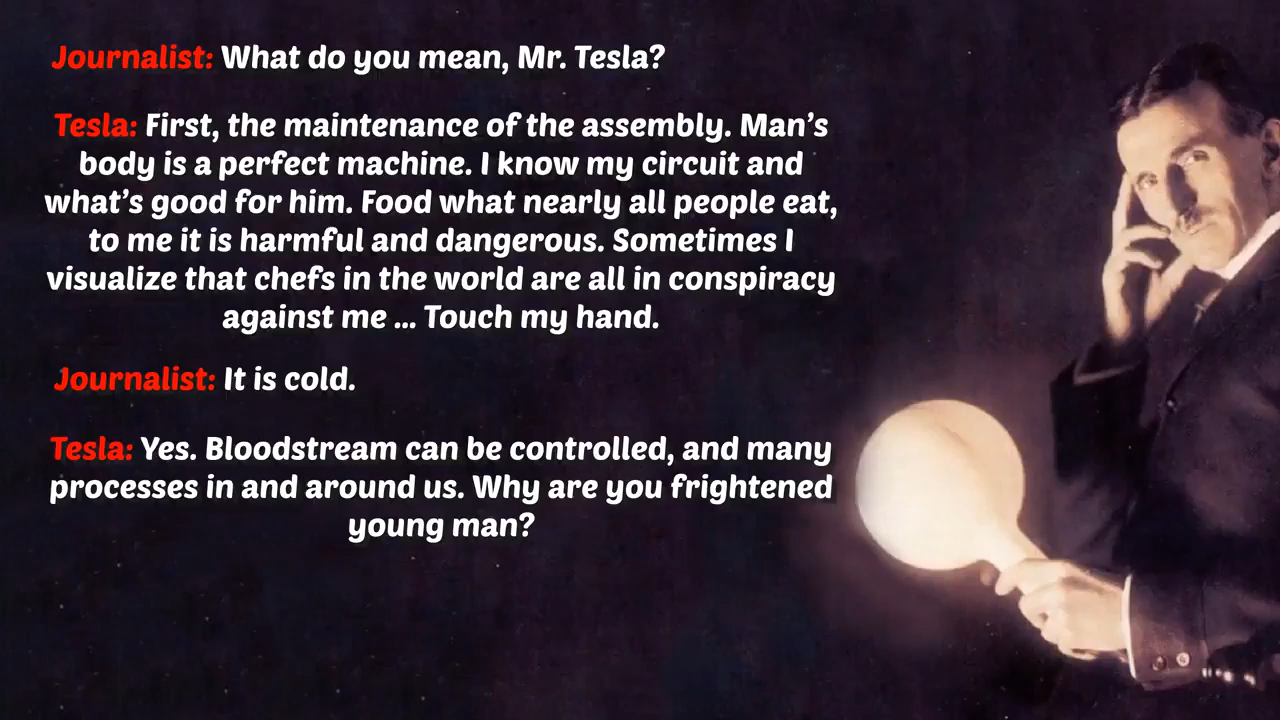 Journalist: What do you mean, Mr. Tesla?
Tesla: First, the maintenance of the assembly. Man’s
body is a perfect machine. I know my circuit and
what’s good for him. Food what nearly all people eat,
to me it is harmful and dangerous. Sometimes I
visualize that chefs in the world are all in conspiracy
against me ... Touch my hand.
Journalist: It is cold.
Tesla: Yes. Bloodstream can be controlled, and many
processes in and around us. Why are you frightened
young man?